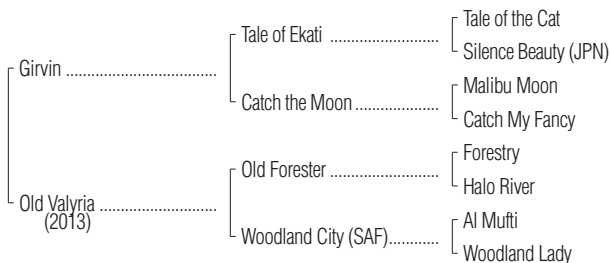 Tale of the Cat
Tale of Ekati ........................
Silence Beauty (JPN)
Girvin .................................
Malibu Moon
Catch the Moon ..................
Catch My Fancy
Forestry
Old Forester ........................
Halo River
Old Valyria ..........................
(2013)
Al Mufti
Woodland City (SAF)...........
Woodland Lady